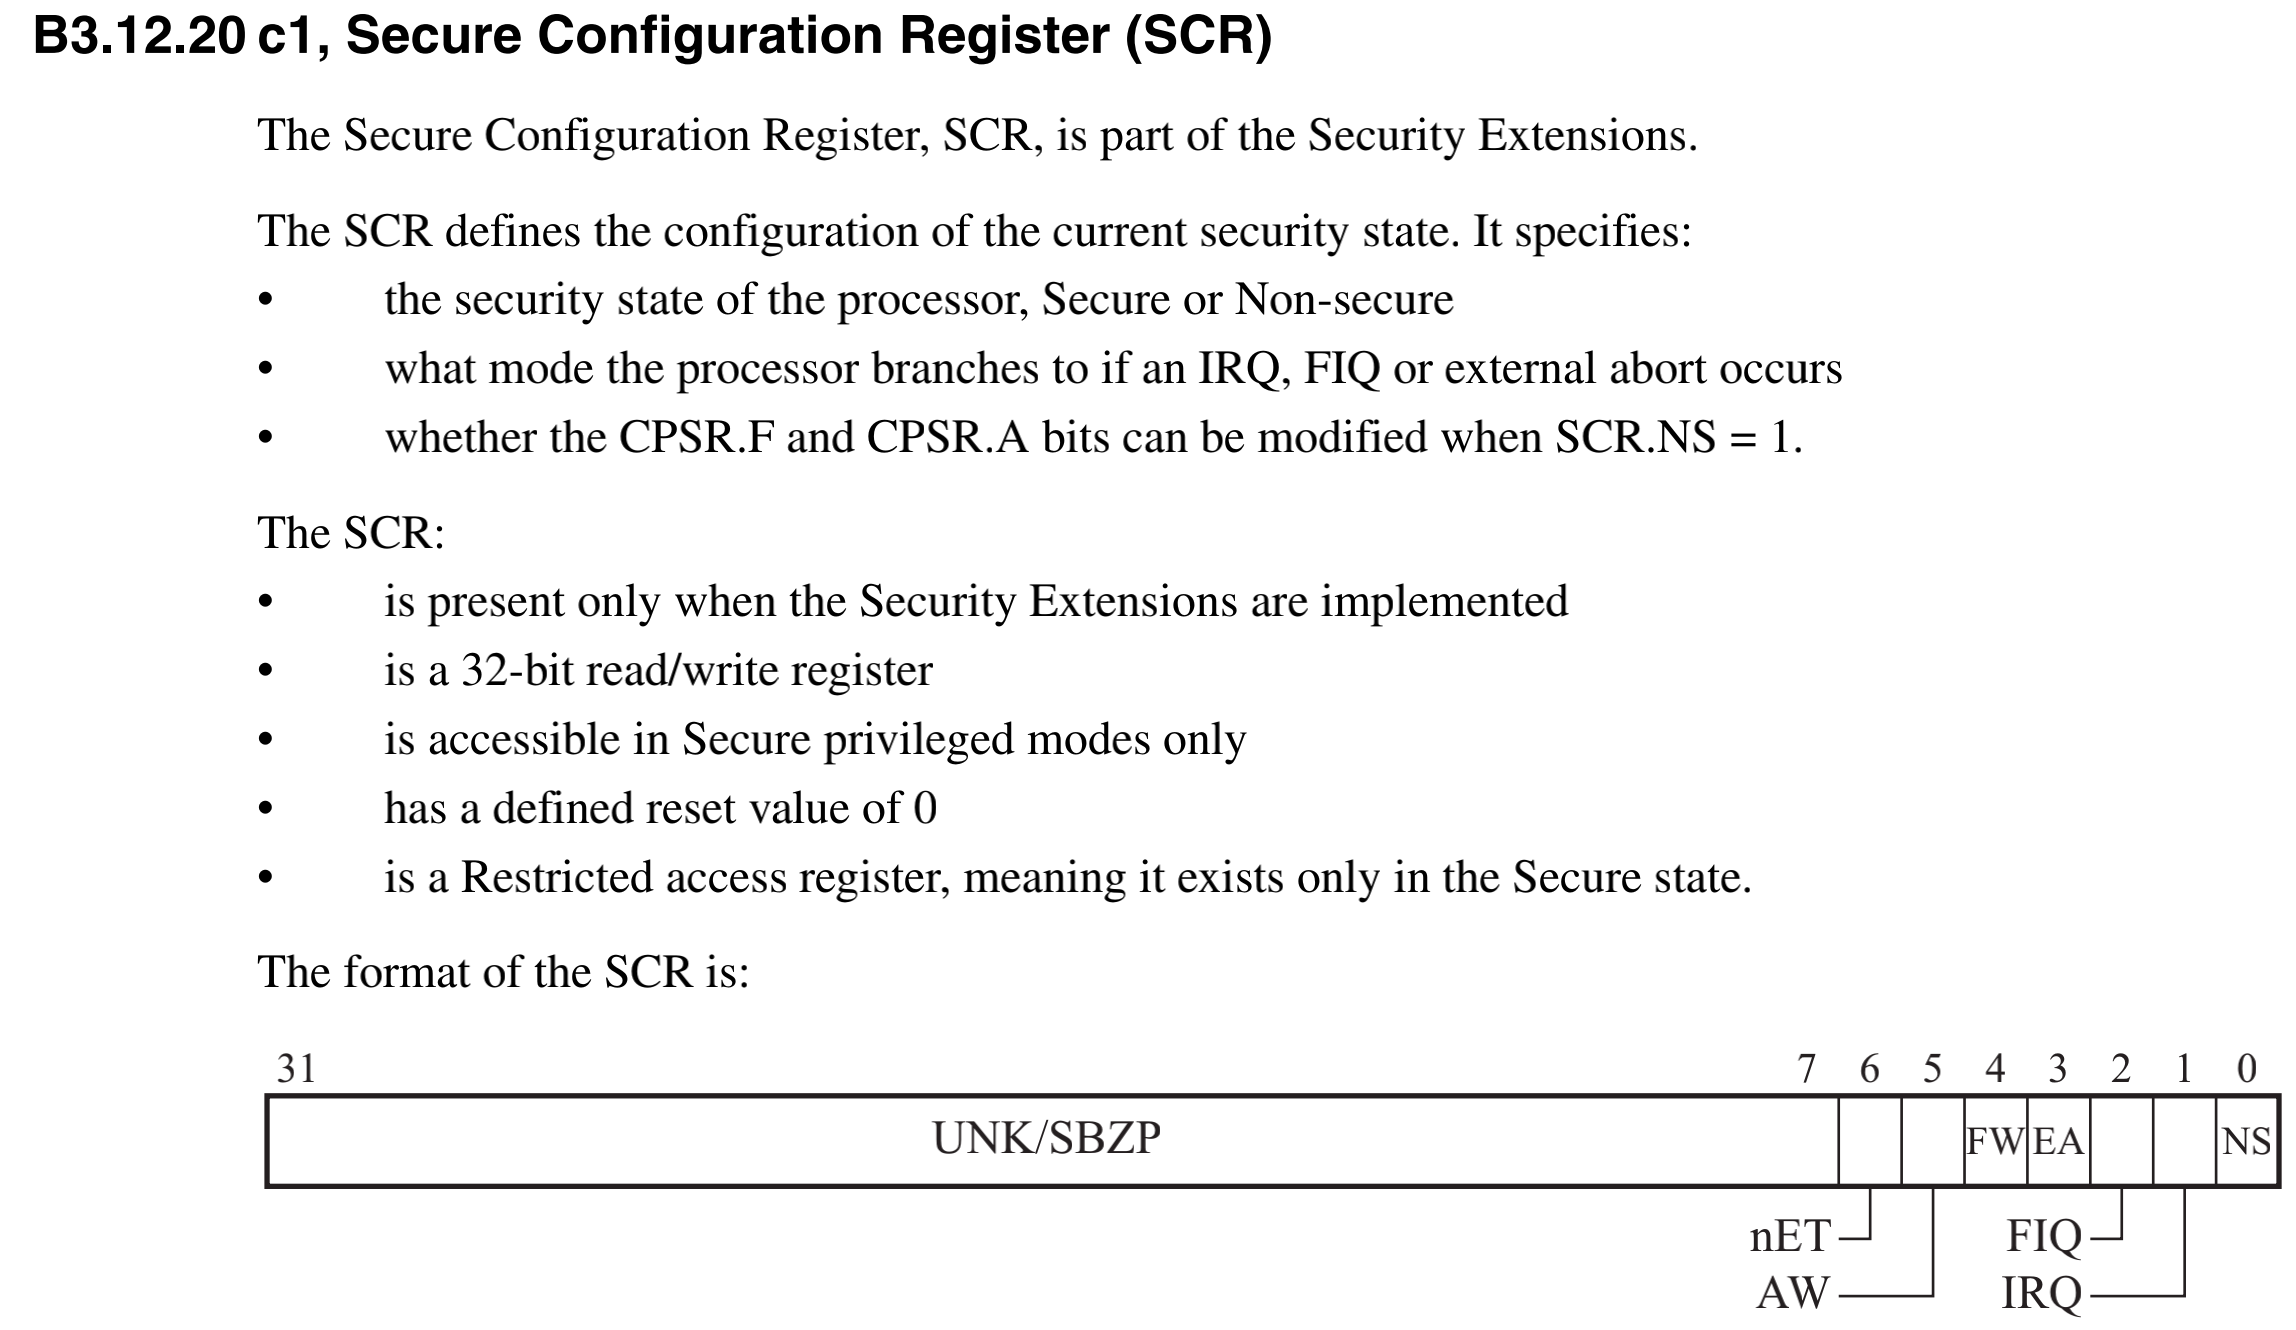 B3.12.20 c1, Secure Configuration Register (SCR)
The Secure Configuration Register, SCR, is part of the Security Extensions.
The SCR defines the configuration of the current security state. It specifies:
• the security state of the processor, Secure or Non-secure
• what mode the processor branches to if an IRQ, FIQ or external abort occurs
• whether the CPSR.F and CPSR.A bits can be modified when SCR.NS = 1.
The SCR:
• is present only when the Security Extensions are implemented
• is a 32-bit read/write register
• is accessible in Secure privileged modes only
• has a defined reset value of 0
• is a Restricted access register, meaning it exists only in the Secure state.
The format of the SCR is:
31 7 6 5 4 3 2 1 0
UNK/SBZP FW EA NS
nET FIQ
AW IRQ